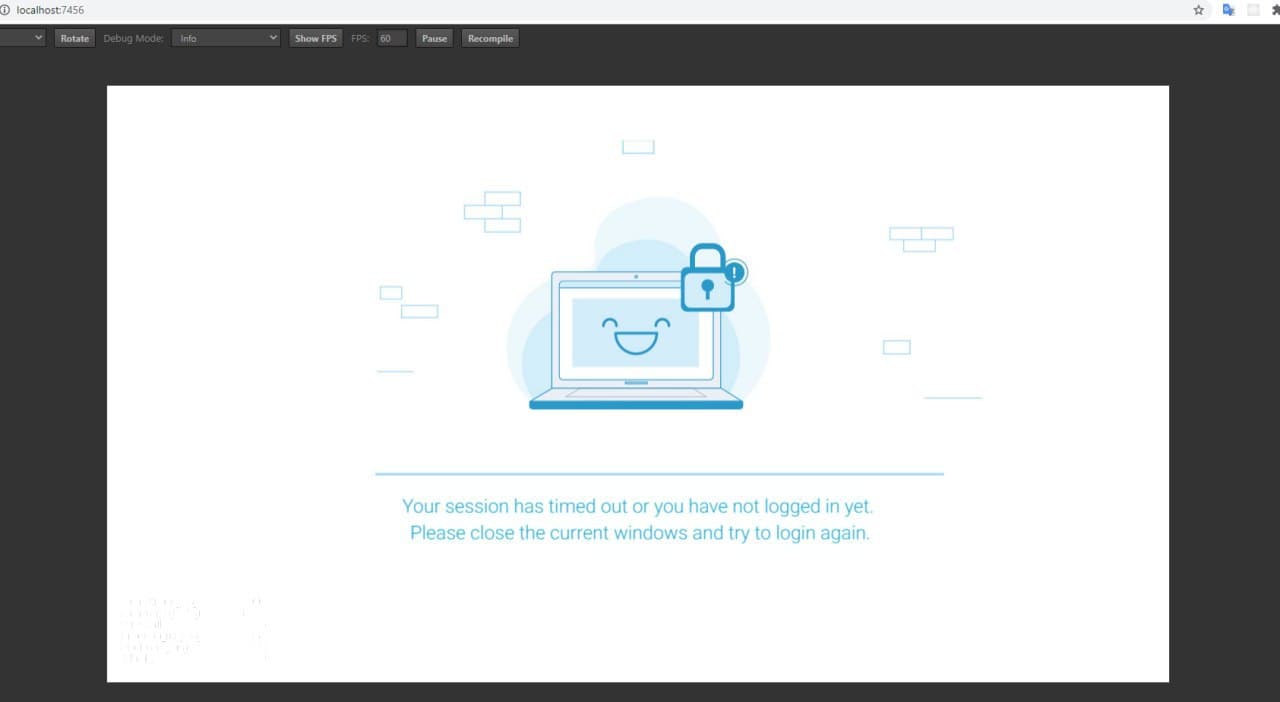 localhost:7456
Rotate Debug Mode: Info Show FPS FPS: 60 Pause Recompile
!
Your session has timed out or you have not logged in yet.
Please close the current windows and try to login again.